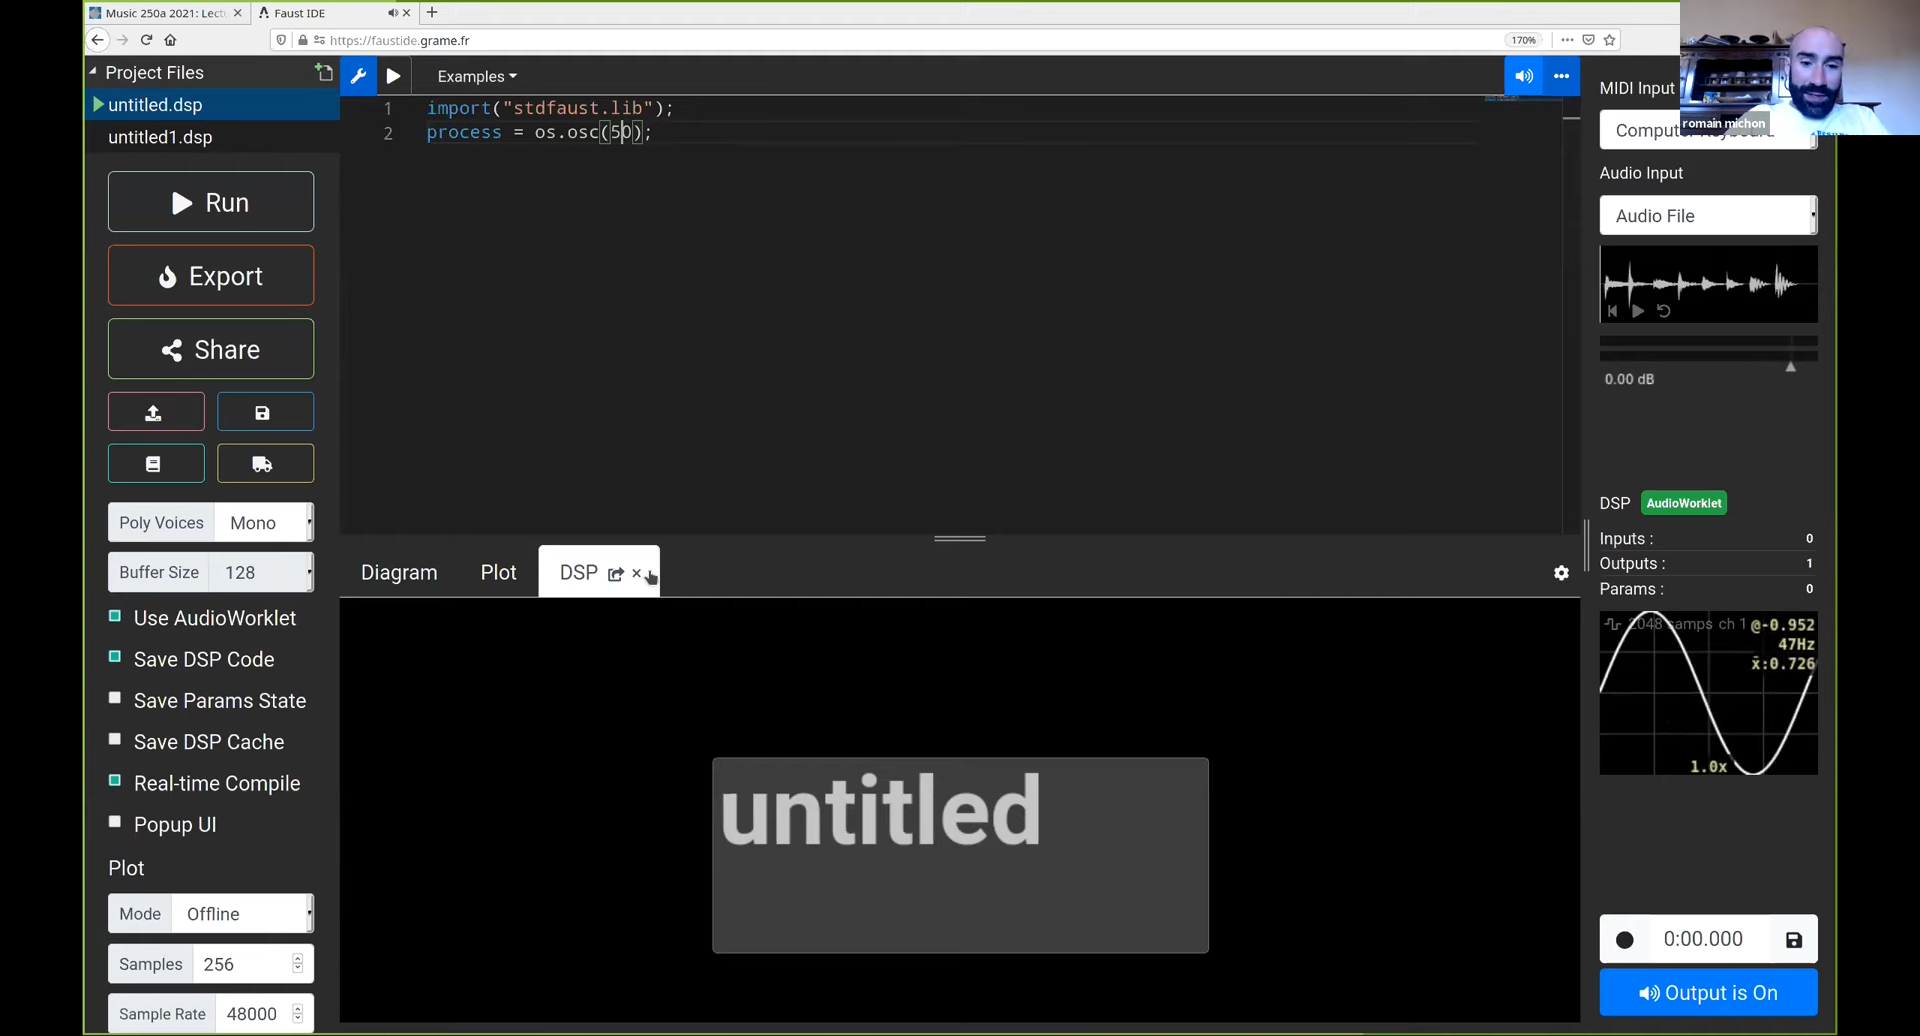 Music 250a 2021: Lectu
Faust IDE
https://faustide.grame.fr
170%
romain michon
Project Files
untitled.dsp
untitled1.dsp
Run
Export
Share
Poly Voices
Mono
Buffer Size
128
Use AudioWorklet
Save DSP Code
Save Params State
Save DSP Cache
Real-time Compile
Popup UI
Plot
Mode
Offline
Samples
256
Sample Rate
48000
Examples
1
import("stdfaust.lib");
2
process = os.osc(50);
Diagram
Plot
DSP
untitled
MIDI Input
Computer Keyboard
Audio Input
Audio File
0.00 dB
DSP
AudioWorklet
Inputs :
0
Outputs :
1
Params :
0
2048 samps ch 1
@-0.952
47Hz
x̄:0.726
1.0x
0:00.000
Output is On